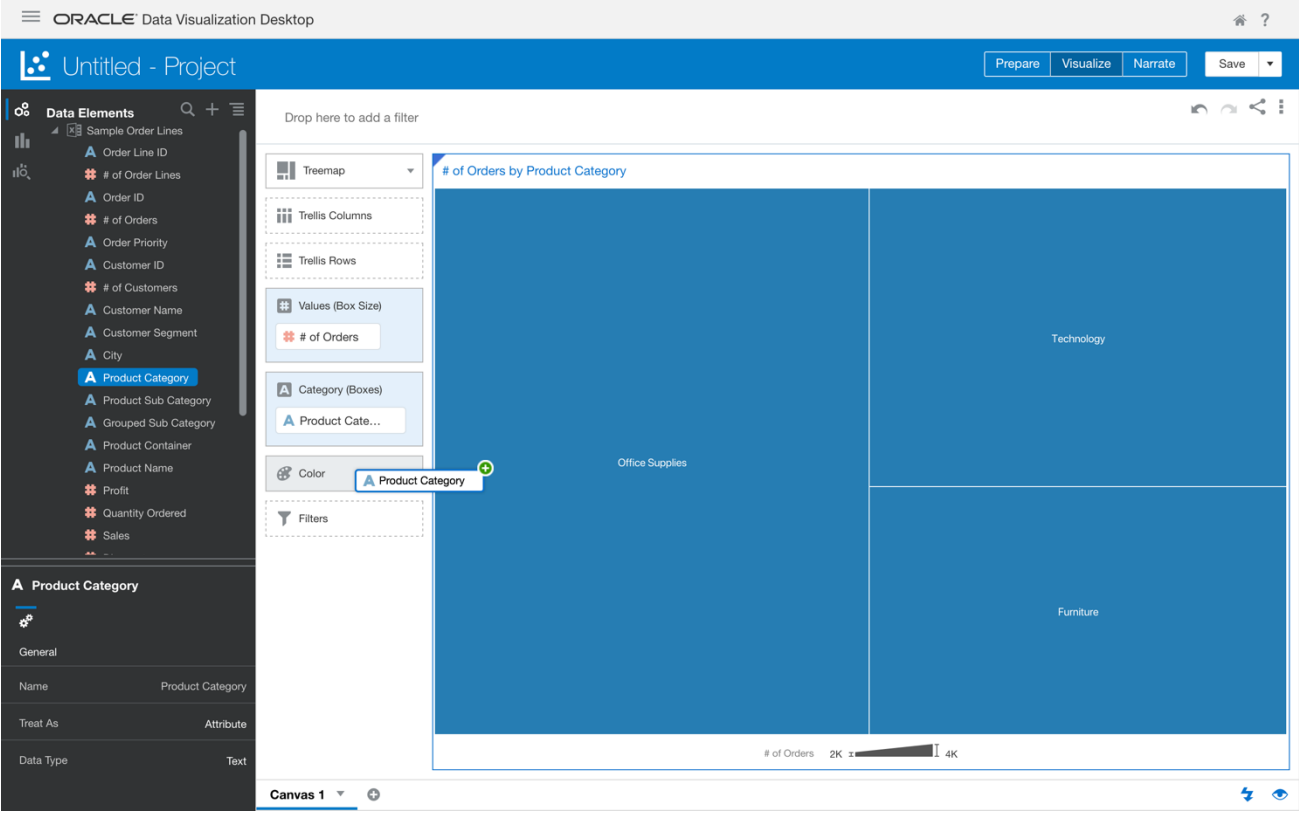 ORACLE Data Visualization Desktop
?
Untitled - Project
Prepare
Visualize
Narrate
Save
Data Elements
Sample Order Lines
A Order Line ID
# # of Order Lines
A Order ID
# # of Orders
A Order Priority
A Customer ID
# # of Customers
A Customer Name
A Customer Segment
A City
A Product Category
A Product Sub Category
A Grouped Sub Category
A Product Container
A Product Name
# Profit
# Quantity Ordered
# Sales
A Product Category
General
Name Product Category
Treat As Attribute
Data Type Text
Drop here to add a filter
Treemap
Trellis Columns
Trellis Rows
# Values (Box Size)
# # of Orders
A Category (Boxes)
A Product Cate...
Color
A Product Category
Filters
# of Orders by Product Category
Office Supplies
Technology
Furniture
# of Orders 2K 4K
Canvas 1